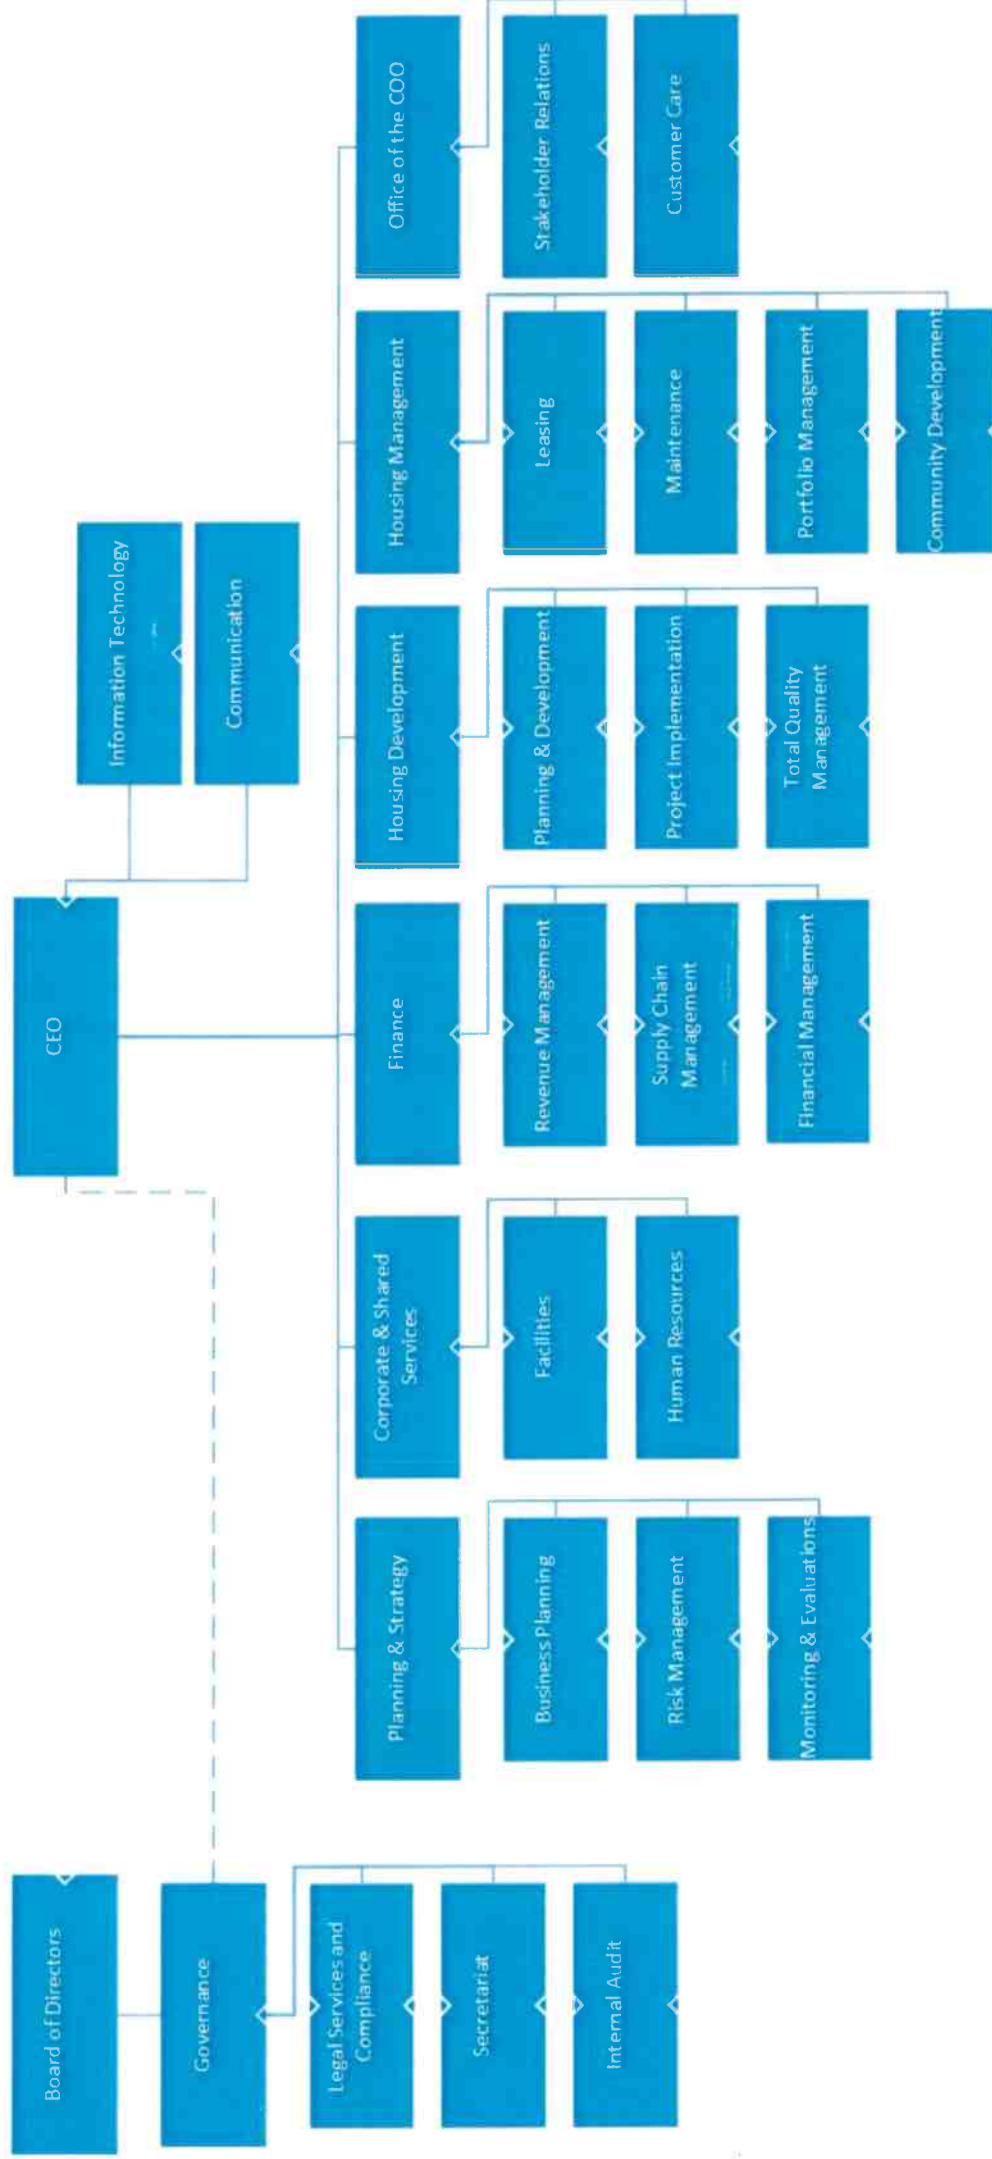 Board of Directors
Governance
Legal Services and
Compliance
Secretariat
Internal Audit
CEO
Information Technology
Communication
Planning & Strategy
Business Planning
Risk Management
Monitoring & Evaluations
Corporate & Shared
Services
Facilities
Human Resources
Finance
Revenue Management
Supply Chain
Management
Financial Management
Housing Development
Planning & Development
Project Implementation
Total Quality
Management
Housing Management
Leasing
Maintenance
Portfolio Management
Community Development
Office of the COO
Stakeholder Relations
Customer Care